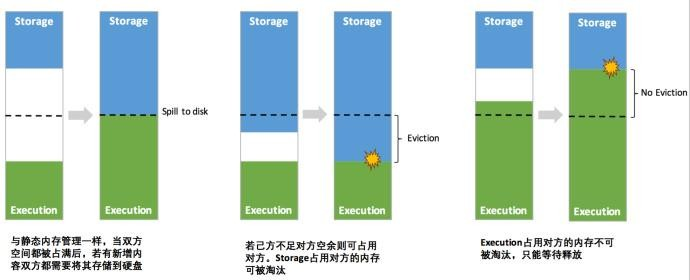 Storage
Storage
Spill to disk
Execution
Execution
与静态内存管理一样，当双方
空间都被占满后，若有新增内
容双方都需要将其存储到硬盘
Storage
Storage
Eviction
Execution
Execution
若己方不足对方空余则可占用
对方。Storage占用对方的内存
可被淘汰
Storage
Storage
No Eviction
Execution
Execution
Execution占用对方的内存不可
被淘汰，只能等待释放